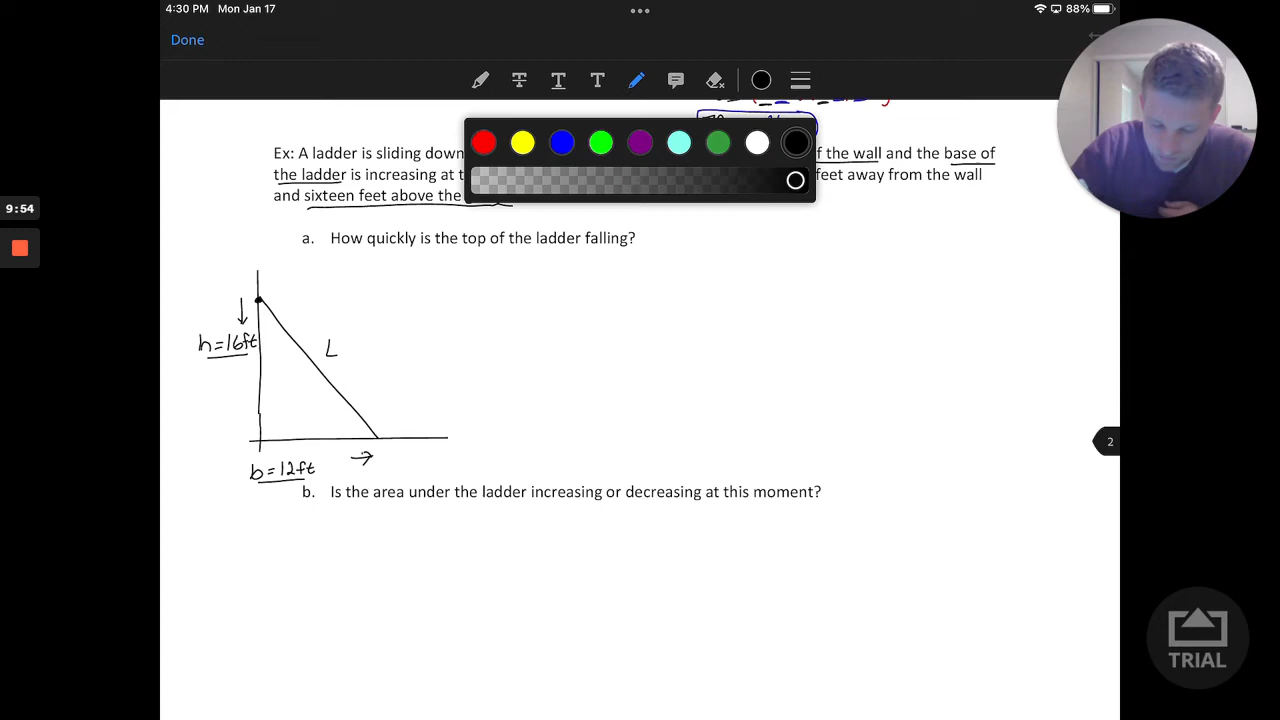 4:30 PM Mon Jan 17
88%
Done
9:54
Ex: A ladder is sliding down f the wall and the base of
the ladder is increasing at t feet away from the wall
and sixteen feet above the
a. How quickly is the top of the ladder falling?
h=16ft
L
b=12ft
2
b. Is the area under the ladder increasing or decreasing at this moment?
TRIAL